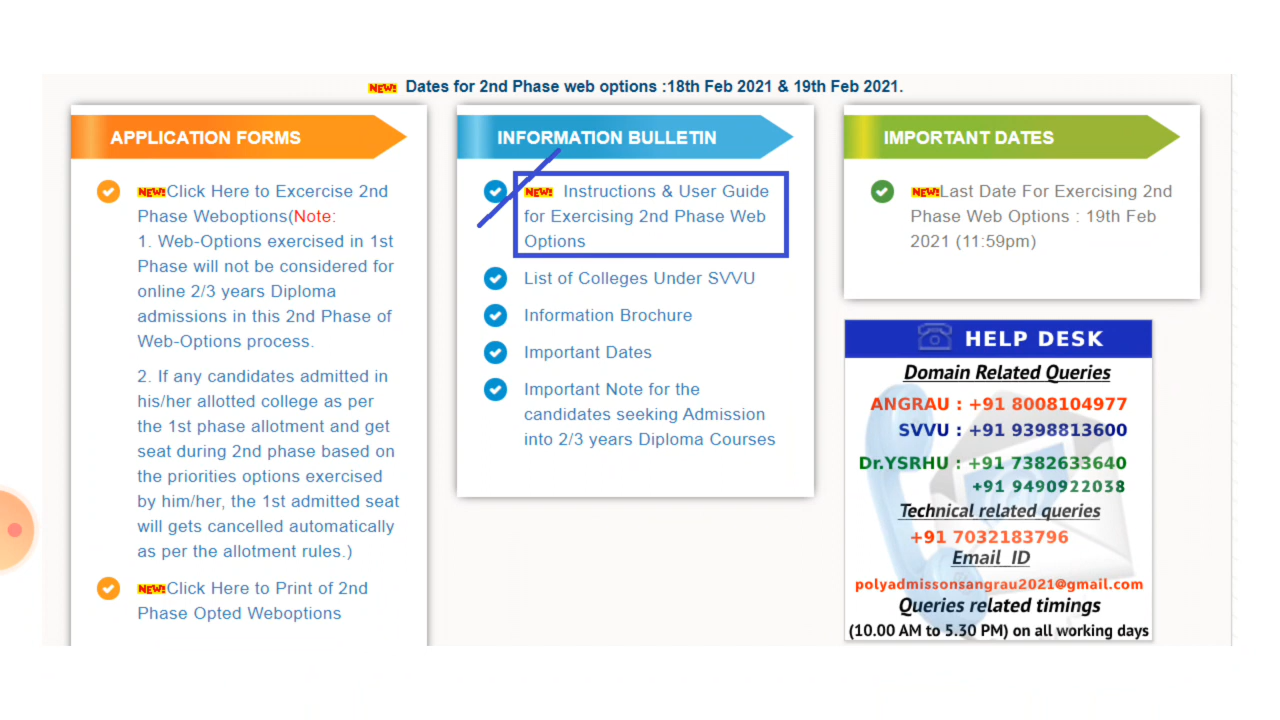 NEW! Dates for 2nd Phase web options :18th Feb 2021 & 19th Feb 2021.
APPLICATION FORMS
NEW! Click Here to Excercise 2nd
Phase Weboptions(Note:
1. Web-Options exercised in 1st
Phase will not be considered for
online 2/3 years Diploma
admissions in this 2nd Phase of
Web-Options process.
2. If any candidates admitted in
his/her allotted college as per
the 1st phase allotment and get
seat during 2nd phase based on
the priorities options exercised
by him/her, the 1st admitted seat
will gets cancelled automatically
as per the allotment rules.)
NEW! Click Here to Print of 2nd
Phase Opted Weboptions
INFORMATION BULLETIN
NEW! Instructions & User Guide
for Exercising 2nd Phase Web
Options
List of Colleges Under SVVU
Information Brochure
Important Dates
Important Note for the
candidates seeking Admission
into 2/3 years Diploma Courses
IMPORTANT DATES
NEW! Last Date For Exercising 2nd
Phase Web Options : 19th Feb
2021 (11:59pm)
HELP DESK
Domain Related Queries
ANGRAU : +91 8008104977
SVVU : +91 9398813600
Dr.YSRHU : +91 7382633640
+91 9490922038
Technical related queries
+91 7032183796
Email ID
polyadmissonsangrau2021@gmail.com
Queries related timings
(10.00 AM to 5.30 PM) on all working days